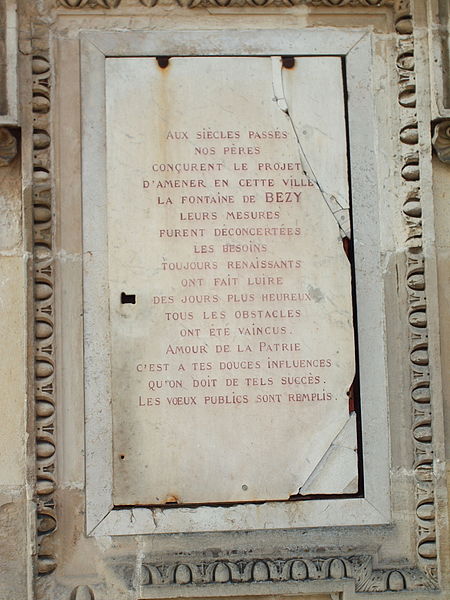 AUX SIÈCLES PASSÉS
NOS PÈRES
CONÇURENT LE PROJET
D'AMENER EN CETTE VILLE
LA FONTAINE DE BEZY
LEURS MESURES
FURENT DÉCONCERTÉES
LES BESOINS
TOUJOURS RENAISSANTS
ONT FAIT LUIRE
DES JOURS PLUS HEUREUX
TOUS LES OBSTACLES
ONT ÉTÉ VAINCUS.
AMOUR DE LA PATRIE
C'EST A TES DOUCES INFLUENCES
QU'ON DOIT DE TELS SUCCÈS.
LES VŒUX PUBLICS SONT REMPLIS.